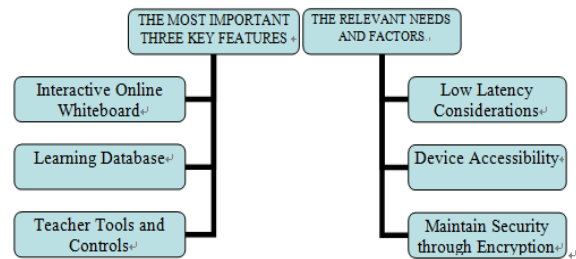 THE MOST IMPORTANT
THREE KEY FEATURES
THE RELEVANT NEEDS
AND FACTORS.
Interactive Online
Whiteboard
Learning Database
Teacher Tools and
Controls
Low Latency
Considerations
Device Accessibility
Maintain Security
through Encryption